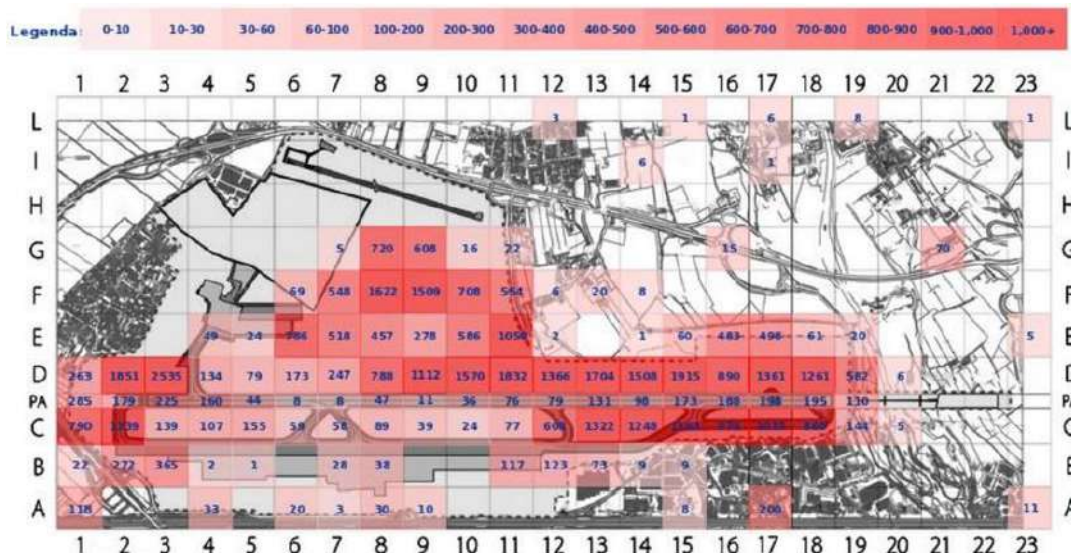 Legenda: 0-10 10-30 30-60 60-100 100-200 200-300 300-400 400-500 500-600 600-700 700-800 800-900 900-1,000 1,000+
1 2 3 4 5 6 7 8 9 10 11 12 13 14 15 16 17 18 19 20 21 22 23
L 3 1 6 8 1 L
I 6 1 I
H H
G 5 720 608 16 22 15 70 G
F 69 548 1622 1509 708 564 6 20 8 F
E 49 24 786 518 457 278 586 1056 2 1 60 483 498 61 20 5 E
D 263 1851 2535 134 79 173 247 788 1112 1570 1832 1366 1704 1508 1915 890 1361 1261 582 6 D
PA 285 179 225 160 44 8 8 47 11 36 76 79 131 98 173 188 198 195 130 PA
C 790 139 107 155 58 89 39 24 77 1322 1248 144 5 C
B 22 272 365 2 1 28 38 117 123 73 9 9 B
A 118 33 20 3 30 10 8 200 11 A
1 2 3 4 5 6 7 8 9 10 11 12 13 14 15 16 17 18 19 20 21 22 23